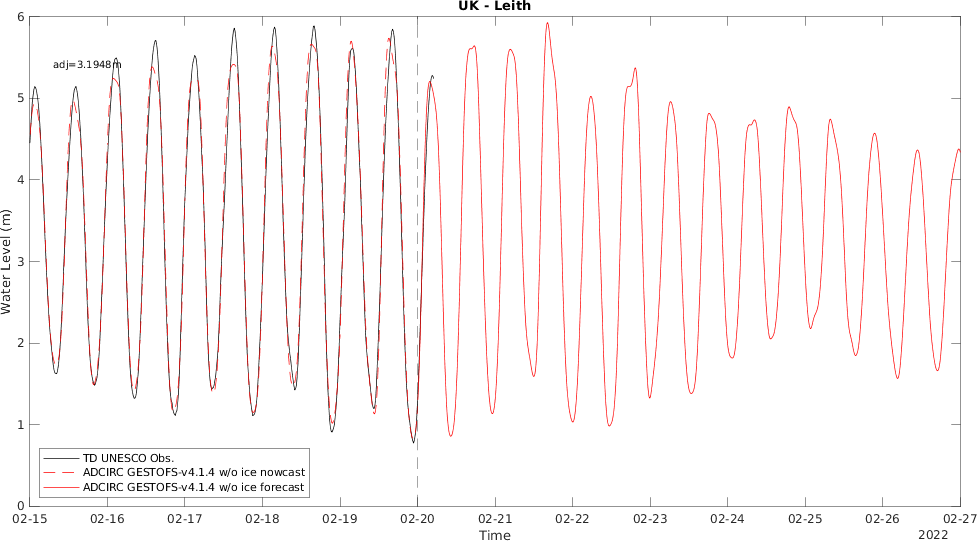 UK - Leith
6
adj=3.1948m
5
4
3
2
1
0
Water Level (m)
TD UNESCO Obs.
ADCIRC GESTOFS-v4.1.4 w/o ice nowcast
ADCIRC GESTOFS-v4.1.4 w/o ice forecast
02-15 02-16 02-17 02-18 02-19 02-20 02-21 02-22 02-23 02-24 02-25 02-26 02-27
Time
2022